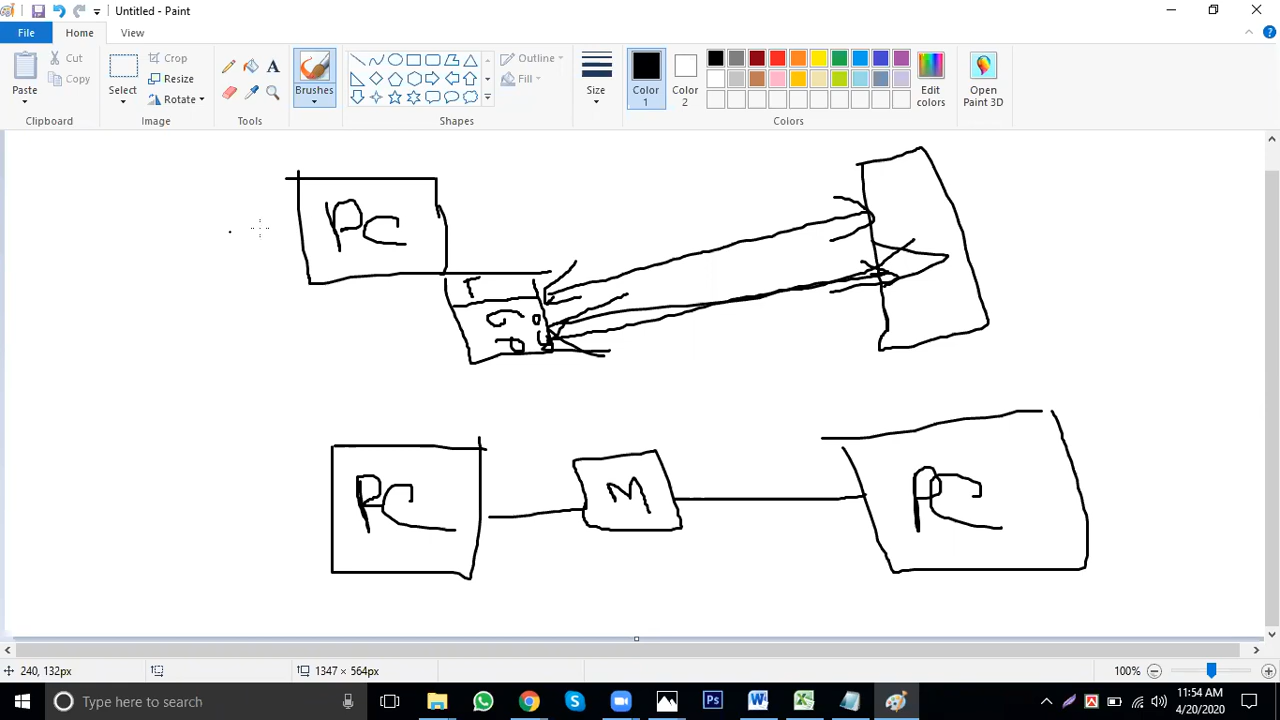 Untitled - Paint
File
Home
View
Paste
Cut
Copy
Clipboard
Select
Crop
Resize
Rotate
Image
A
Tools
Brushes
Outline
Fill
Shapes
Size
Color
1
Color
2
Edit
colors
Colors
Open
Paint 3D
PC
PC
M
PC
240, 132px
1347 × 564px
100%
Type here to search
Ps
W
X
S
A
11:54 AM
4/20/2020